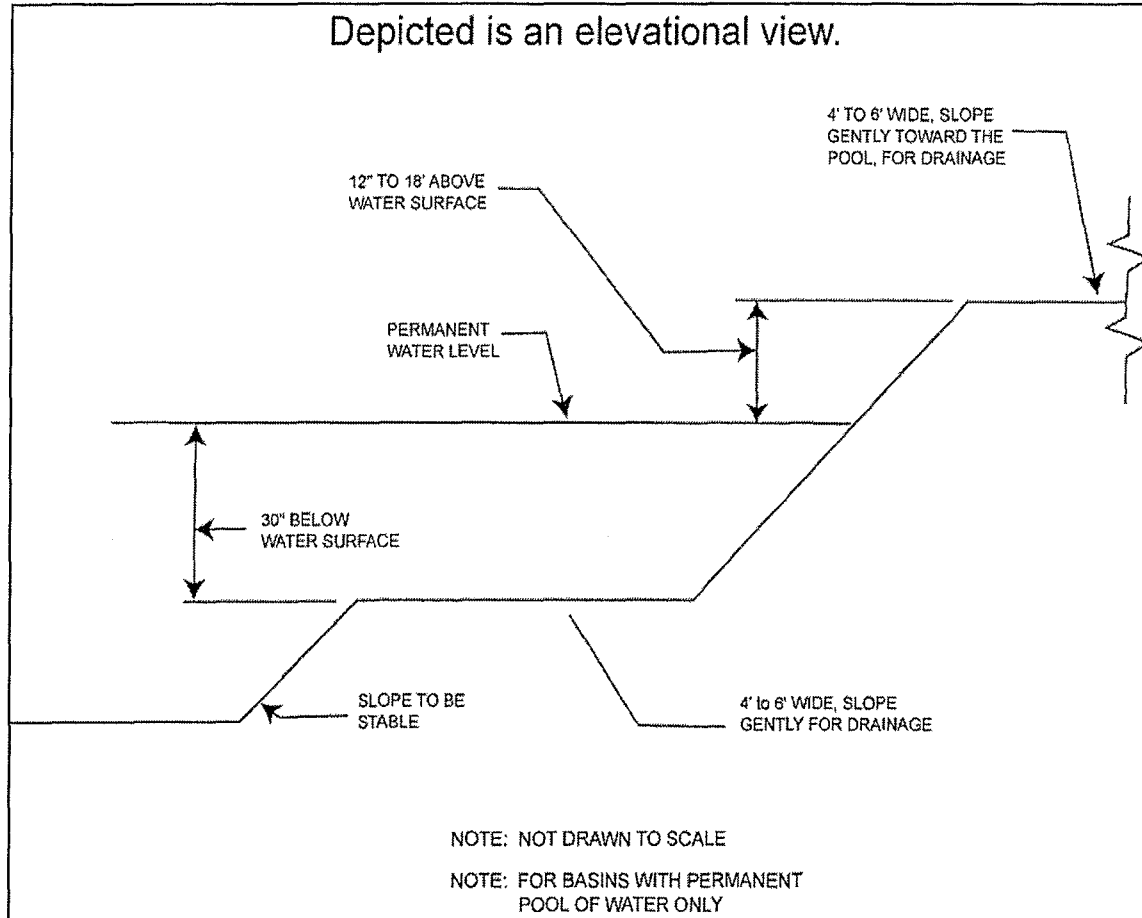 Depicted is an elevational view.
4' TO 6' WIDE, SLOPE
GENTLY TOWARD THE
POOL, FOR DRAINAGE
12" TO 18' ABOVE
WATER SURFACE
PERMANENT
WATER LEVEL
30" BELOW
WATER SURFACE
SLOPE TO BE
STABLE
4' to 6' WIDE, SLOPE
GENTLY FOR DRAINAGE
NOTE: NOT DRAWN TO SCALE
NOTE: FOR BASINS WITH PERMANENT
POOL OF WATER ONLY